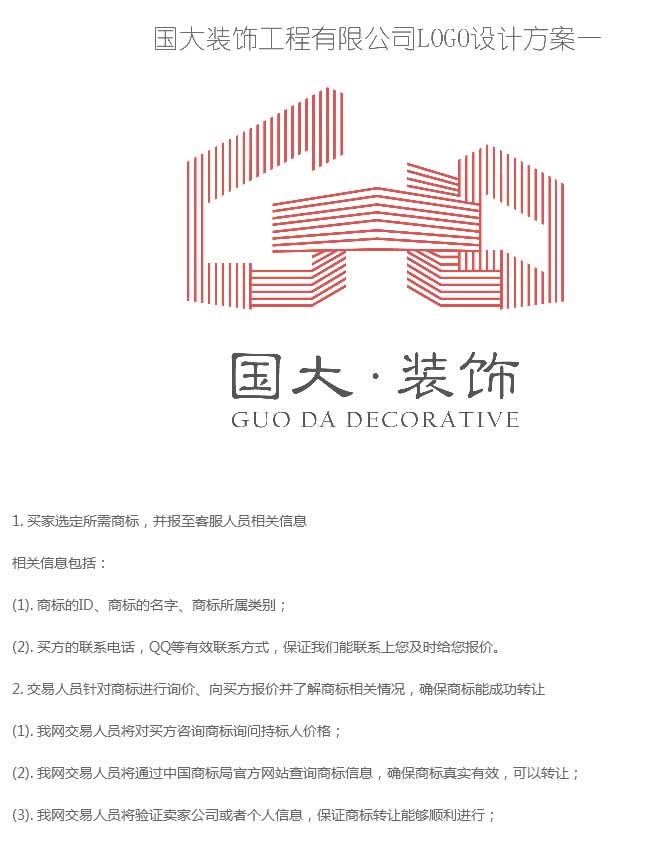 国大装饰工程有限公司LOGO设计方案一
国大·装饰
GUO DA DECORATIVE
1. 买家选定所需商标，并报至客服人员相关信息
相关信息包括：
(1). 商标的ID、商标的名字、商标所属类别；
(2). 买方的联系电话，QQ等有效联系方式，保证我们能联系上您及时给您报价。
2. 交易人员针对商标进行询价、向买方报价并了解商标相关情况，确保商标能成功转让
(1). 我网交易人员将对买方咨询商标询问持标人价格；
(2). 我网交易人员将通过中国商标局官方网站查询商标信息，确保商标真实有效，可以转让；
(3). 我网交易人员将验证卖家公司或者个人信息，保证商标转让能够顺利进行；